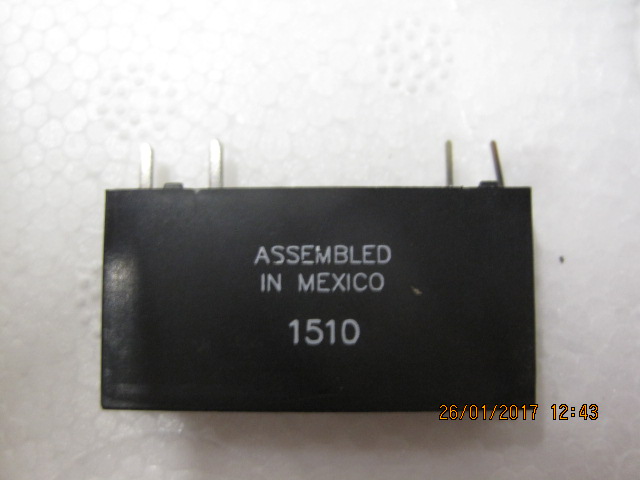 ASSEMBLED
IN MEXICO
1510
26/01/2017 12:43